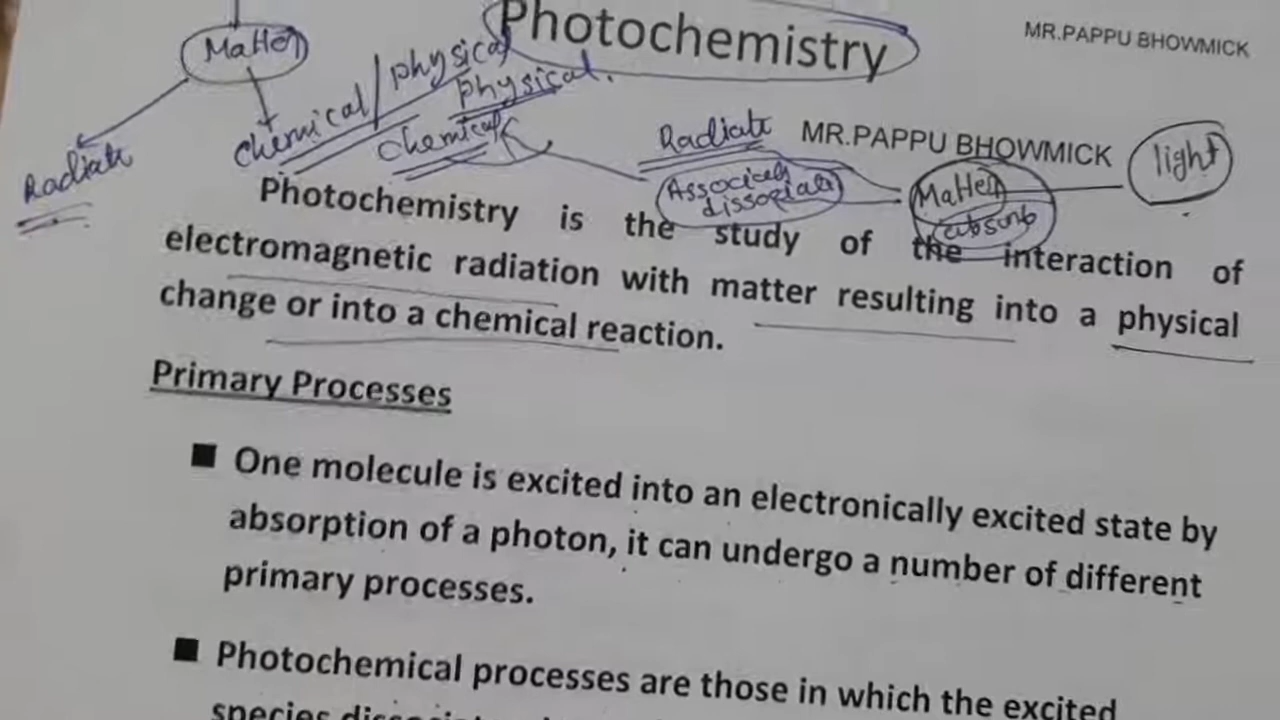 Photochemistry
MR.PAPPU BHOWMICK
Matter
chemical/physical
physical.
chemical
Radiate
Radiate
MR.PAPPU BHOWMICK
light
Matter
absorb
Photochemistry is the study of the interaction of
electromagnetic radiation with matter resulting into a physical
change or into a chemical reaction.
Primary Processes
■ One molecule is excited into an electronically excited state by
absorption of a photon, it can undergo a number of different
primary processes.
■ Photochemical processes are those in which the excited
species